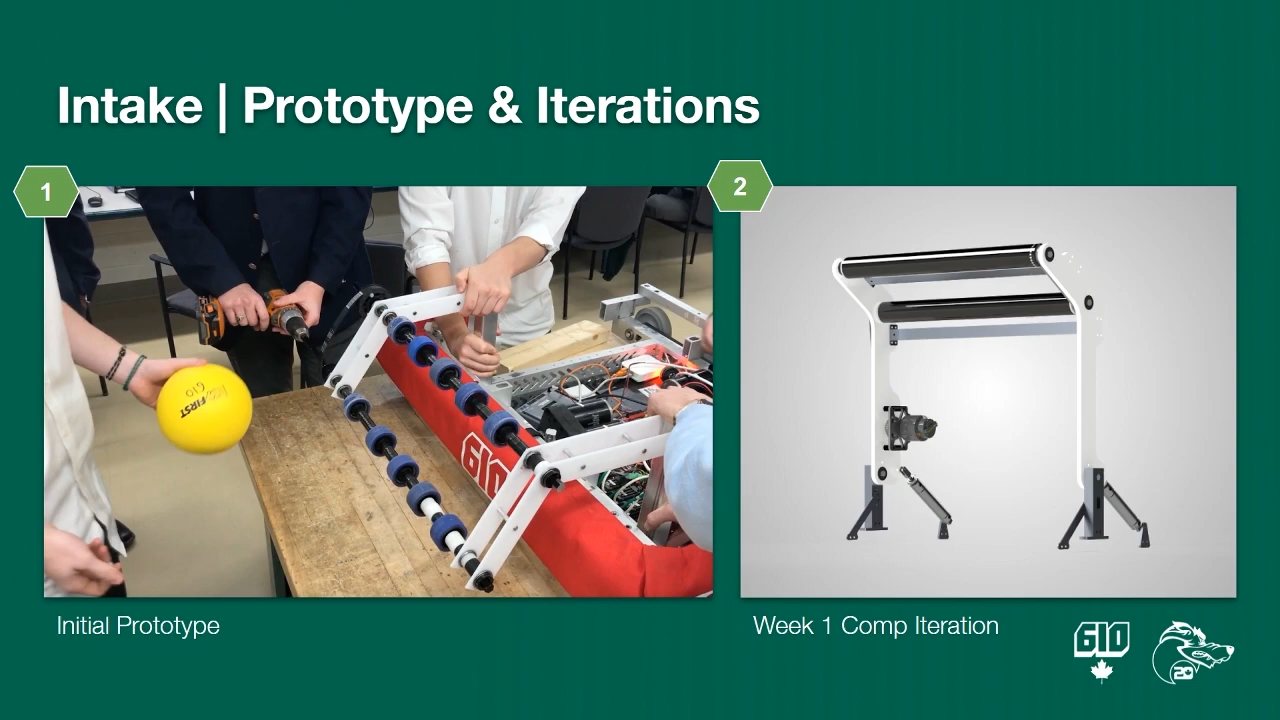 Intake | Prototype & Iterations
1
2
FIRST
610
610
Initial Prototype
Week 1 Comp Iteration
610
20